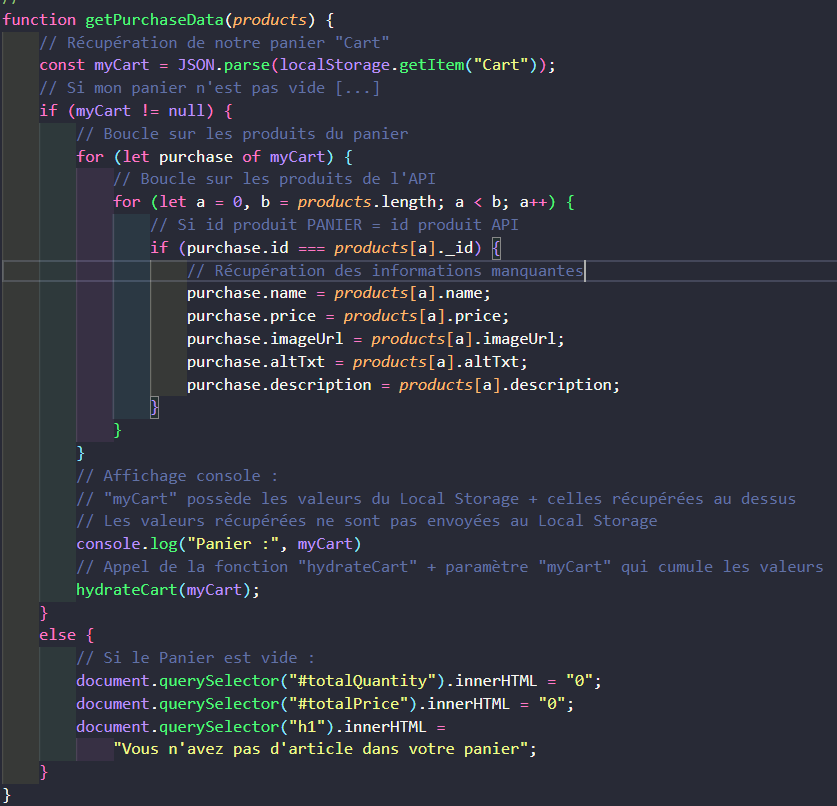 //
function getPurchaseData(products) {
    // Récupération de notre panier "Cart"
    const myCart = JSON.parse(localStorage.getItem("Cart"));
    // Si mon panier n'est pas vide [...]
    if (myCart != null) {
        // Boucle sur les produits du panier
        for (let purchase of myCart) {
            // Boucle sur les produits de l'API
            for (let a = 0, b = products.length; a < b; a++) {
                // Si id produit PANIER = id produit API
                if (purchase.id === products[a]._id) {
                    // Récupération des informations manquantes
                    purchase.name = products[a].name;
                    purchase.price = products[a].price;
                    purchase.imageUrl = products[a].imageUrl;
                    purchase.altTxt = products[a].altTxt;
                    purchase.description = products[a].description;
                }
            }
        }
        // Affichage console :
        // "myCart" possède les valeurs du Local Storage + celles récupérées au dessus
        // Les valeurs récupérées ne sont pas envoyées au Local Storage
        console.log("Panier :", myCart)
        // Appel de la fonction "hydrateCart" + paramètre "myCart" qui cumule les valeurs
        hydrateCart(myCart);
    }
    else {
        // Si le Panier est vide :
        document.querySelector("#totalQuantity").innerHTML = "0";
        document.querySelector("#totalPrice").innerHTML = "0";
        document.querySelector("h1").innerHTML =
            "Vous n'avez pas d'article dans votre panier";
    }
}